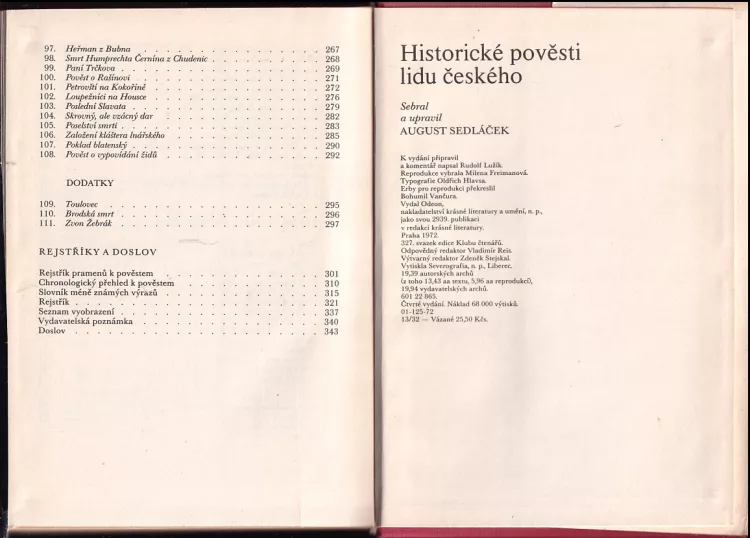 97. Heřman z Bubna . . . . . . . . . . . . . . . . 267
98. Smrt Humprechta Černína z Chudenic . . . . . . . . . 268
99. Paní Trčkova . . . . . . . . . . . . . . . . . 269
100. Pověst o Rašínovi . . . . . . . . . . . . . . . 271
101. Petrovští na Kokoříně . . . . . . . . . . . . . . 272
102. Loupežníci na Housce . . . . . . . . . . . . . . 276
103. Poslední Slavata . . . . . . . . . . . . . . . . 279
104. Skrovný, ale vzácný dar . . . . . . . . . . . . . 282
105. Poselství smrti . . . . . . . . . . . . . . . . 283
106. Založení kláštera lnářského . . . . . . . . . . . . 285
107. Poklad blatenský . . . . . . . . . . . . . . . . 290
108. Pověst o vypovídání židů . . . . . . . . . . . . . 292
DODATKY
109. Toulovec . . . . . . . . . . . . . . . . . . 295
110. Brodská smrt . . . . . . . . . . . . . . . . . 296
111. Zvon Žebrák . . . . . . . . . . . . . . . . . 297
REJSTŘÍKY A DOSLOV
Rejstřík pramenů k pověstem . . . . . . . . . . . . 301
Chronologický přehled k pověstem . . . . . . . . . . . 310
Slovník méně známých výrazů . . . . . . . . . . . . 315
Rejstřík . . . . . . . . . . . . . . . . . . . 321
Seznam vyobrazení . . . . . . . . . . . . . . . . 337
Vydavatelská poznámka . . . . . . . . . . . . . . 340
Doslov . . . . . . . . . . . . . . . . . . . . 343
Historické pověsti
lidu českého
Sebral
a upravil
AUGUST SEDLÁČEK
K vydání připravil
a komentář napsal Rudolf Lužík.
Reprodukce vybrala Milena Freimanová.
Typografie Oldřich Hlavsa.
Erby pro reprodukci překreslil
Bohumil Vančura.
Vydal Odeon,
nakladatelství krásné literatury a umění, n. p.,
jako svou 2939. publikaci
v redakci krásné literatury.
Praha 1972.
327. svazek edice Klubu čtenářů.
Odpovědný redaktor Vladimír Reis.
Výtvarný redaktor Zdeněk Stejskal.
Vytiskla Severografia, n. p., Liberec.
19,39 autorských archů
(z toho 13,43 aa textu, 5,96 aa reprodukcí),
19,94 vydavatelských archů.
601 22 865.
Čtvrté vydání. Náklad 68 000 výtisků.
01-125-72
13/32 — Vázané 25,50 Kčs.